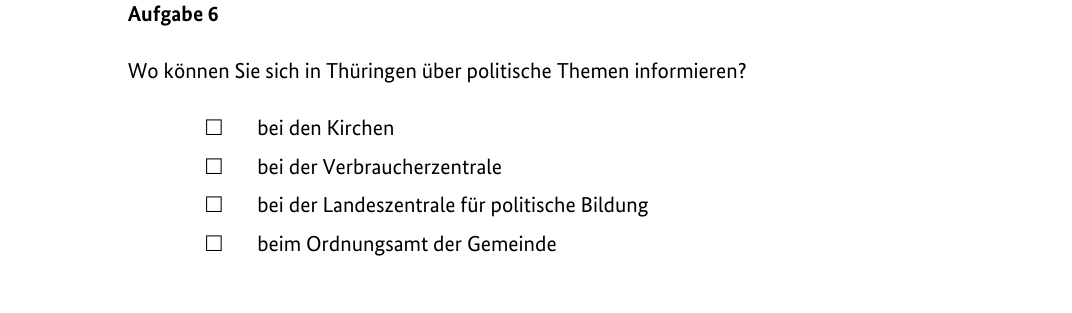 Aufgabe 6
Wo können Sie sich in Thüringen über politische Themen informieren?
☐ bei den Kirchen
☐ bei der Verbraucherzentrale
☐ bei der Landeszentrale für politische Bildung
☐ beim Ordnungsamt der Gemeinde